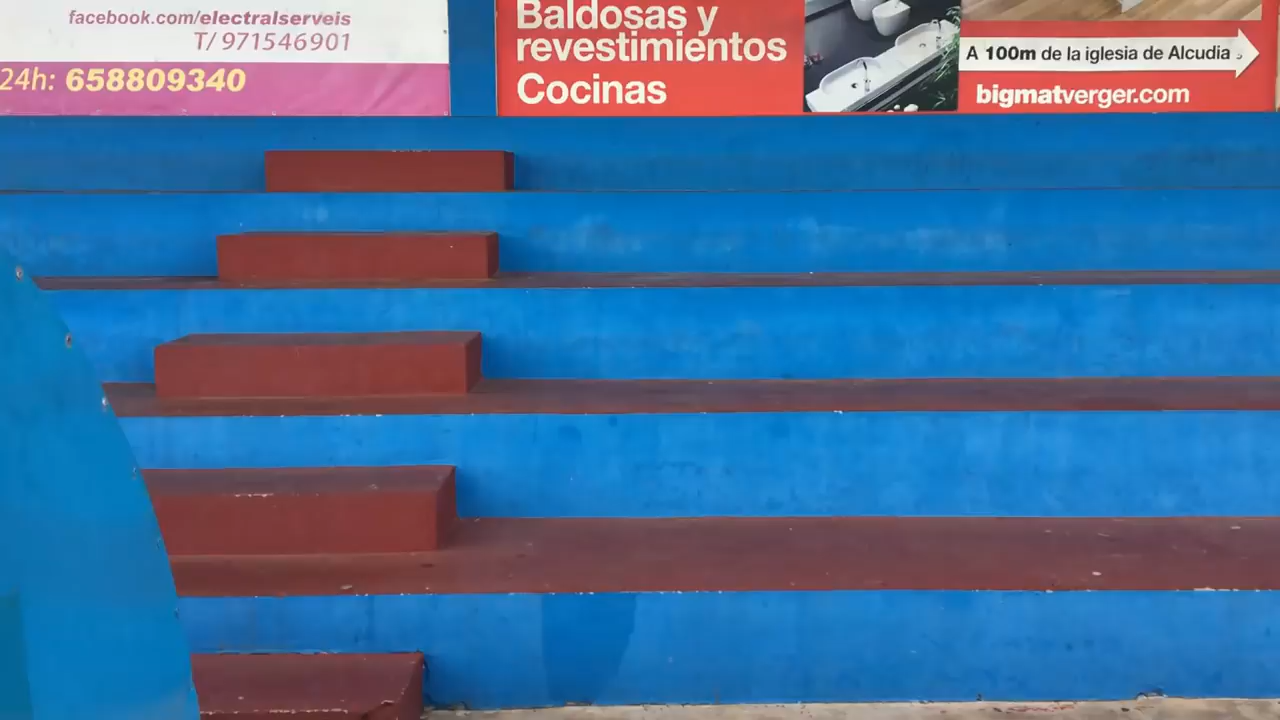 facebook.com/electralserveis
T/ 971546901
24h: 658809340
Baldosas y
revestimientos
Cocinas
A 100m de la iglesia de Alcudia
bigmatverger.com